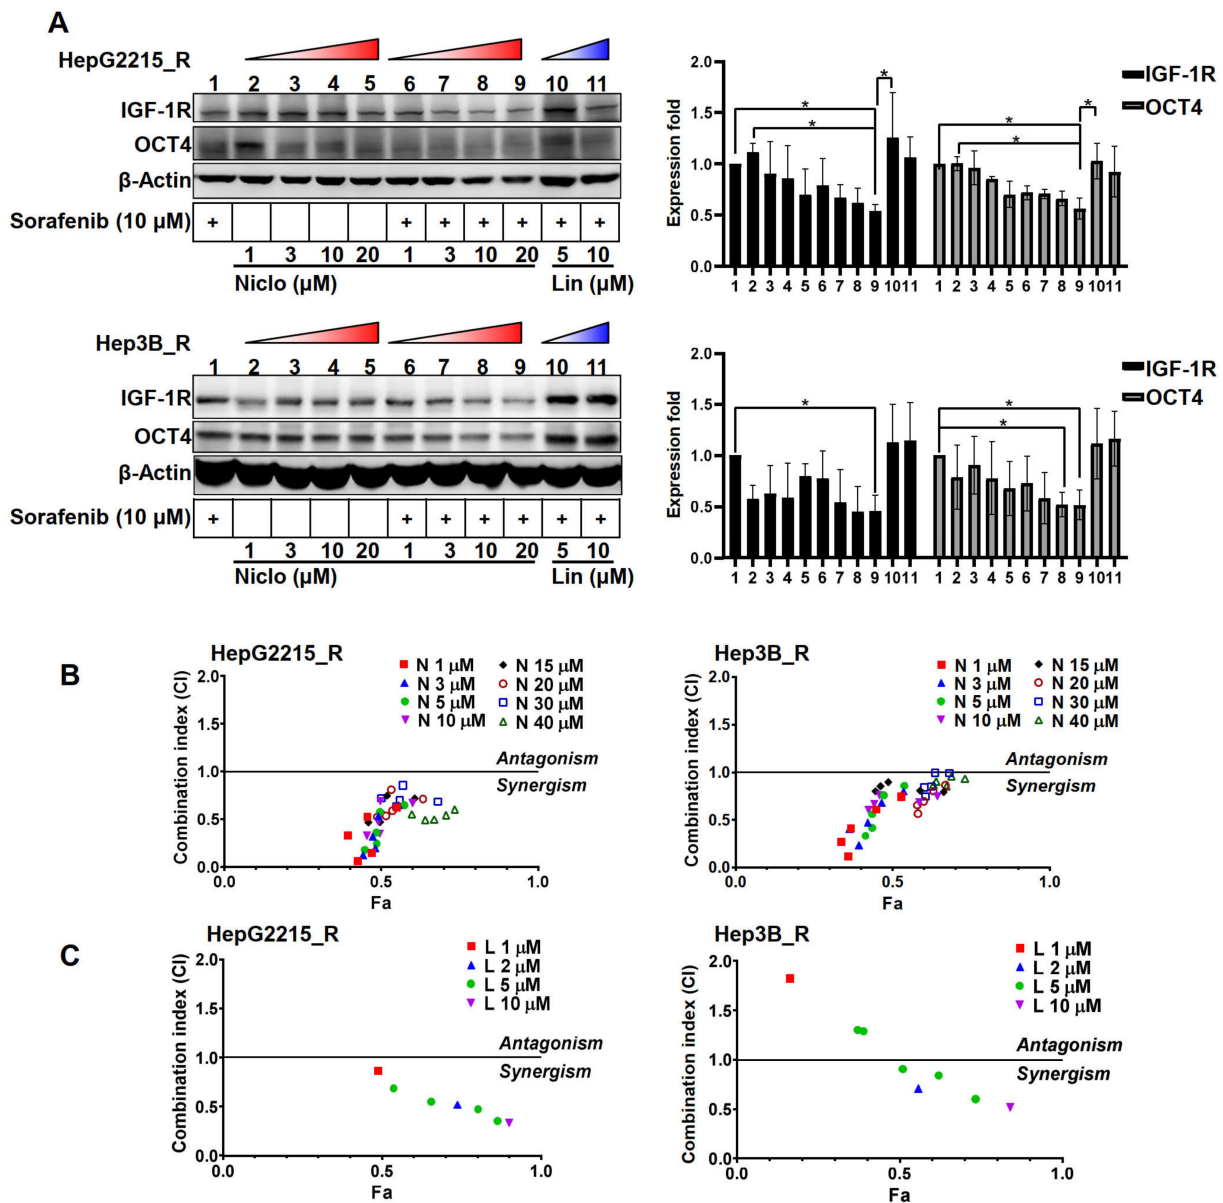 A
HepG2215_R
1 2 3 4 5 6 7 8 9 10 11
IGF-1R
OCT4
β-Actin
Sorafenib (10 µM) + + + + + + +
1 3 10 20 1 3 10 20 5 10
Niclo (µM) Lin (µM)
Expression fold
2.0
1.5
1.0
0.5
0.0
* * * * * *
IGF-1R
OCT4
1 2 3 4 5 6 7 8 9 10 11 1 2 3 4 5 6 7 8 9 10 11
Hep3B_R
1 2 3 4 5 6 7 8 9 10 11
IGF-1R
OCT4
β-Actin
Sorafenib (10 µM) + + + + + + +
1 3 10 20 1 3 10 20 5 10
Niclo (µM) Lin (µM)
Expression fold
2.0
1.5
1.0
0.5
0.0
* * *
IGF-1R
OCT4
1 2 3 4 5 6 7 8 9 10 11 1 2 3 4 5 6 7 8 9 10 11
B
HepG2215_R
N 1 µM N 15 µM
N 3 µM N 20 µM
N 5 µM N 30 µM
N 10 µM N 40 µM
Combination index (CI)
2.0
1.5
1.0
0.5
0.0
Antagonism
Synergism
0.0 0.5 1.0
Fa
Hep3B_R
N 1 µM N 15 µM
N 3 µM N 20 µM
N 5 µM N 30 µM
N 10 µM N 40 µM
Combination index (CI)
2.0
1.5
1.0
0.5
0.0
Antagonism
Synergism
0.0 0.5 1.0
Fa
C
HepG2215_R
L 1 µM
L 2 µM
L 5 µM
L 10 µM
Combination index (CI)
2.0
1.5
1.0
0.5
0.0
Antagonism
Synergism
0.0 0.5 1.0
Fa
Hep3B_R
L 1 µM
L 2 µM
L 5 µM
L 10 µM
Combination index (CI)
2.0
1.5
1.0
0.5
0.0
Antagonism
Synergism
0.0 0.5 1.0
Fa